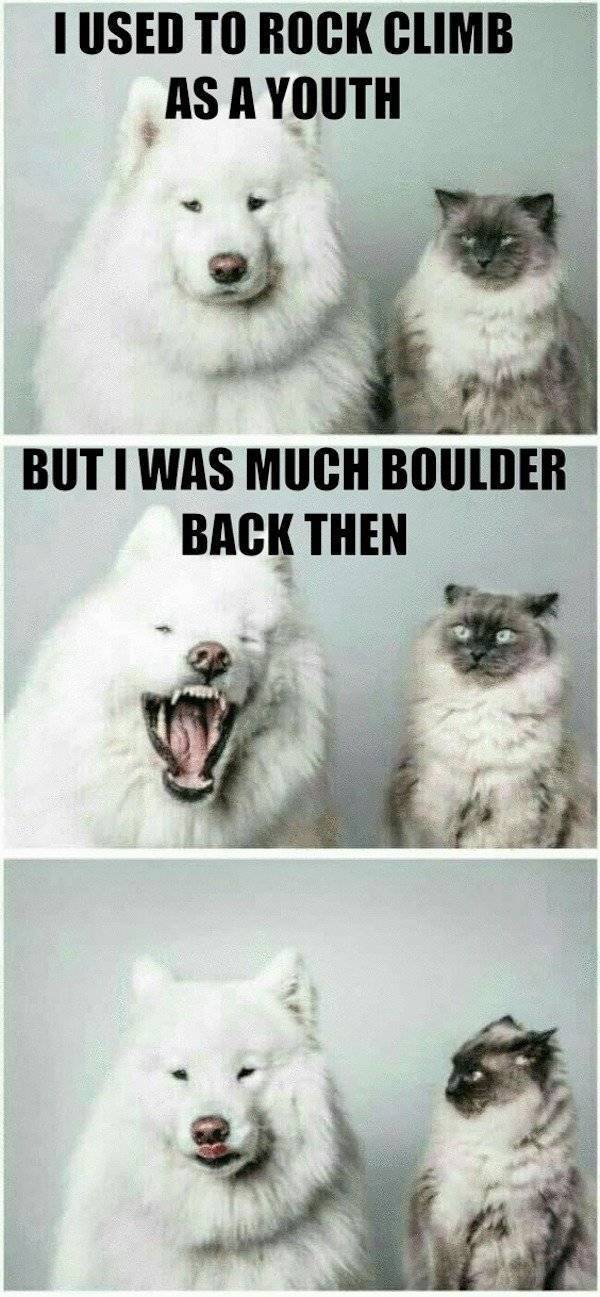 I USED TO ROCK CLIMB
AS A YOUTH
BUT I WAS MUCH BOULDER
BACK THEN